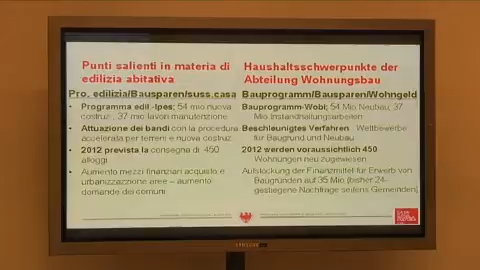 Punti salienti in materia di
edilizia abitativa
Pro. edilizia/Bausparen/suss.casa
• Programma edil -Ipes; 54 mio nuova
costruz., 37 mio lavori manutenzione
• Attuazione dei bandi con la procedura
accelerata per terreni e nuova costruz
• 2012 prevista la consegna di 450
alloggi
• Aumento mezzi finanziari acquisto e
urbanizzazione aree – aumento
domande dei comuni
Haushaltsschwerpunkte der
Abteilung Wohnungsbau
Bauprogramm/Bausparen/Wohngeld
Bauprogramm-Wobi; 54 Mio Neubau; 37
Mio Instandhaltungsarbeiten
Beschleunigtes Verfahren Wettbewerbe
für Baugrund und Neubau
2012 werden voraussichtlich 450
Wohnungen neu zugewiesen
Aufstockung der Finanzmittel für Erwerb von
Baugründen auf 35 Mio (bisher 24-
gestiegene Nachfrage seitens Gemeinden)
SAMSUNG